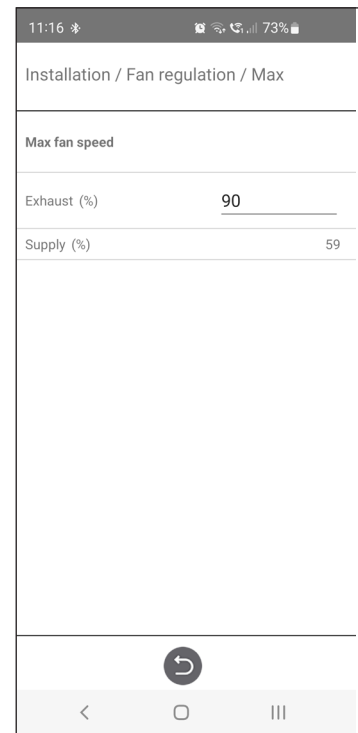 11:16 73%
Installation / Fan regulation / Max
Max fan speed
Exhaust (%) 90
Supply (%) 59